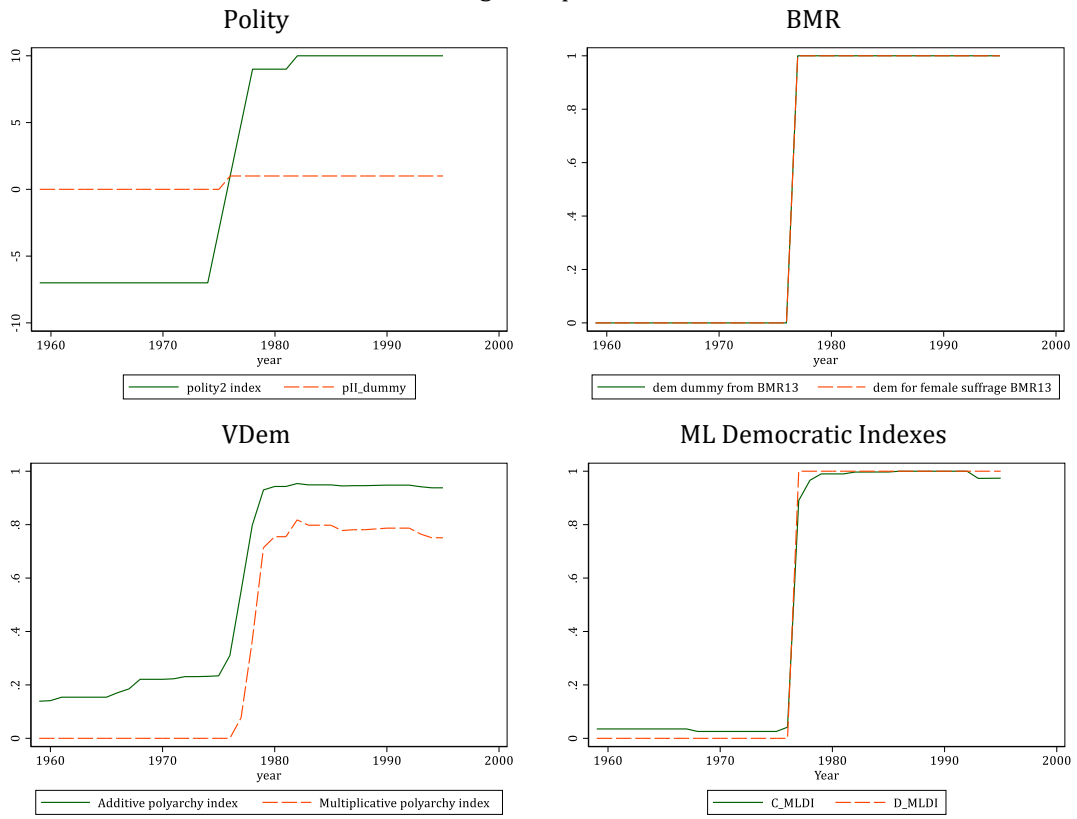 Polity
10
5
0
-5
-10
1960 1970 1980 1990 2000
year
polity2 index pII_dummy
BMR
1
.8
.6
.4
.2
0
1960 1970 1980 1990 2000
year
dem dummy from BMR13 dem for female suffrage BMR13
VDem
1
.8
.6
.4
.2
0
1960 1970 1980 1990 2000
year
Additive polyarchy index Multiplicative polyarchy index
ML Democratic Indexes
1
.8
.6
.4
.2
0
1960 1970 1980 1990 2000
Year
C_MLDI D_MLDI